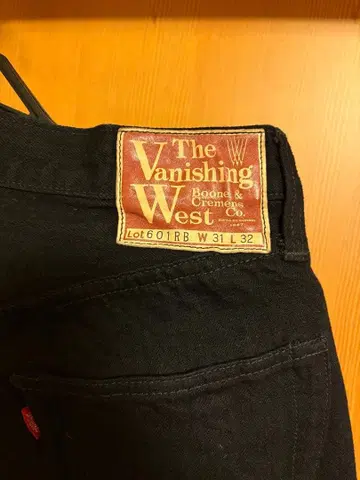 The
Vanishing
West
Boone &
Cremens
Co.
Lot 601RB W 31 L 32